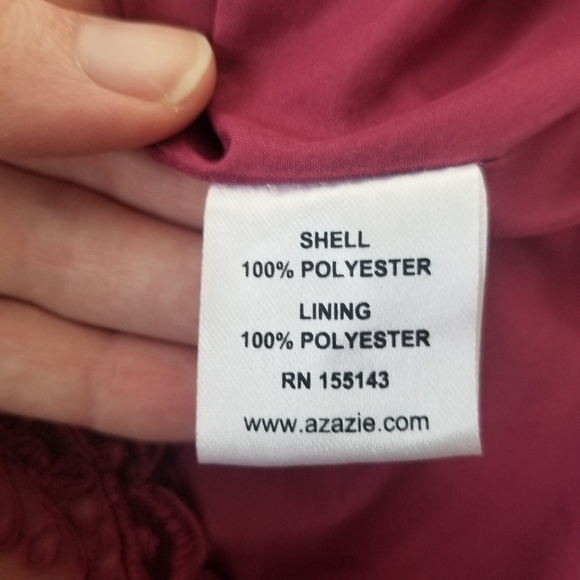 SHELL
100% POLYESTER
LINING
100% POLYESTER
RN 155143
www.azazie.com